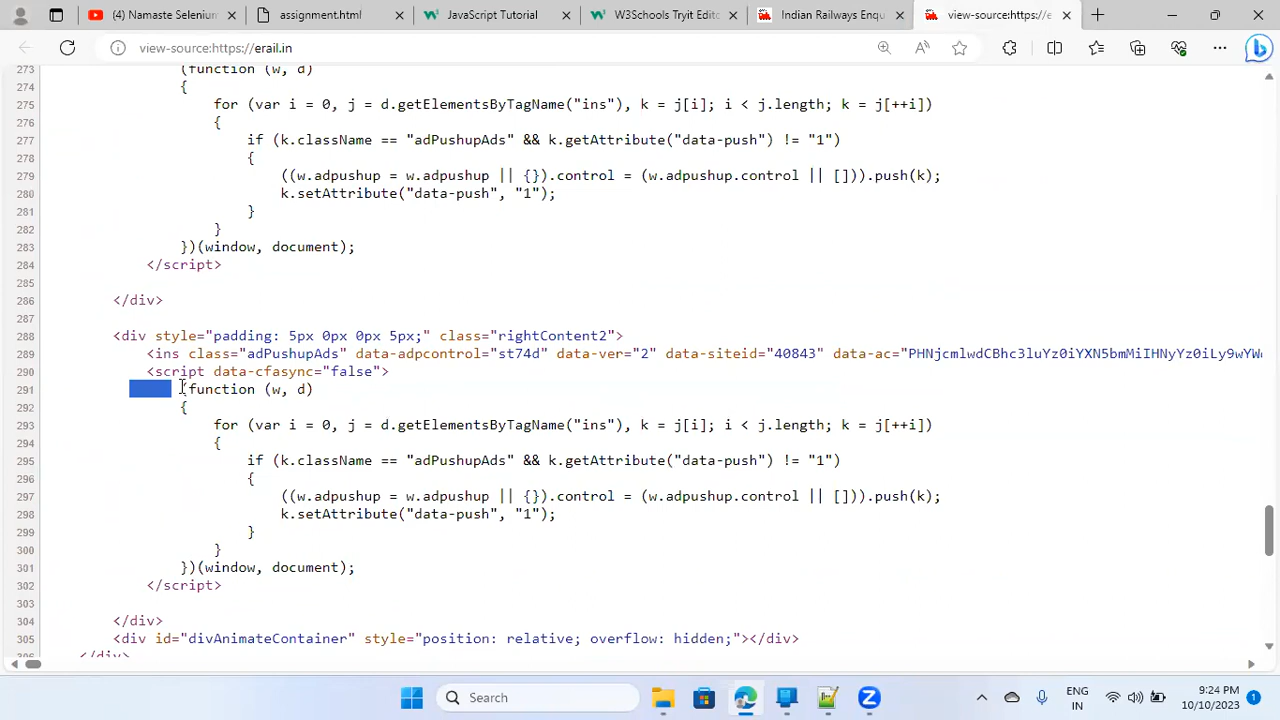 (4) Namaste Seleniu
assignment.html
JavaScript Tutorial
W3Schools Tryit Edito
Indian Railways Enqu
view-source:https://e
view-source:https://erail.in
273 (function (w, d)
274 {
275 for (var i = 0, j = d.getElementsByTagName("ins"), k = j[i]; i < j.length; k = j[++i])
276 {
277 if (k.className == "adPushupAds" && k.getAttribute("data-push") != "1")
278 {
279 ((w.adpushup = w.adpushup || {}).control = (w.adpushup.control || [])).push(k);
280 k.setAttribute("data-push", "1");
281 }
282 }
283 })(window, document);
284 </script>
285
286 </div>
287
288 <div style="padding: 5px 0px 0px 5px;" class="rightContent2">
289 <ins class="adPushupAds" data-adpcontrol="st74d" data-ver="2" data-siteid="40843" data-ac="PHNjcmlwdCBhc3luYz0iYXN5bmMiIHNyYz0iLy9wYW
290 <script data-cfasync="false">
291 (function (w, d)
292 {
293 for (var i = 0, j = d.getElementsByTagName("ins"), k = j[i]; i < j.length; k = j[++i])
294 {
295 if (k.className == "adPushupAds" && k.getAttribute("data-push") != "1")
296 {
297 ((w.adpushup = w.adpushup || {}).control = (w.adpushup.control || [])).push(k);
298 k.setAttribute("data-push", "1");
299 }
300 }
301 })(window, document);
302 </script>
303
304 </div>
305 <div id="divAnimateContainer" style="position: relative; overflow: hidden;"></div>
306 </div>
Search
ENG
IN
9:24 PM
10/10/2023
1